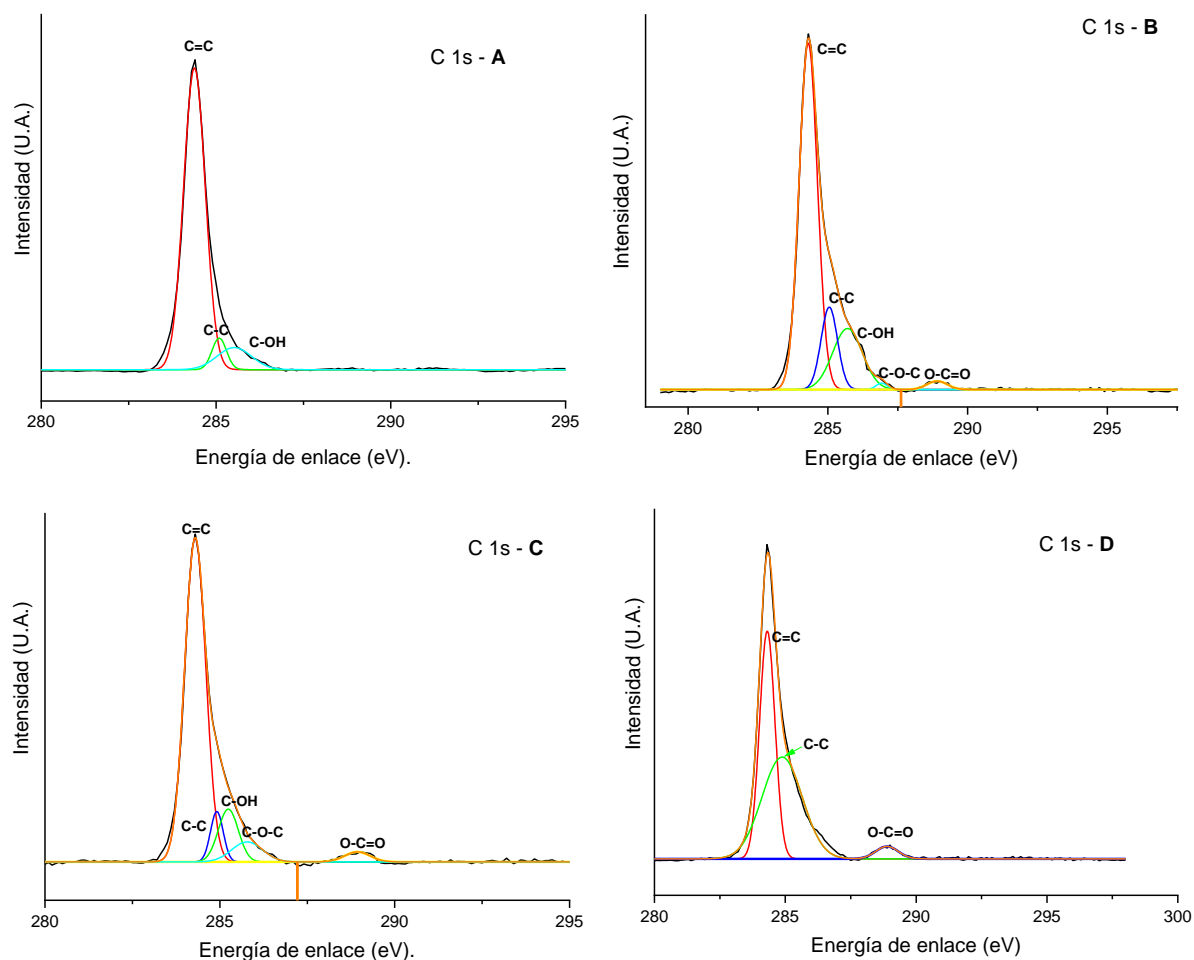 C 1s - A
C=C
C-C
C-OH
Intensidad (U.A.)
280 285 290 295
Energía de enlace (eV).
C 1s - B
C=C
C-C
C-OH
C-O-C O-C=O
Intensidad (U.A.)
280 285 290 295
Energía de enlace (eV)
C 1s - C
C=C
C-OH
C-C
C-O-C
O-C=O
Intensidad (U.A.)
280 285 290 295
Energía de enlace (eV).
C 1s - D
C=C
C-C
O-C=O
Intensidad (U.A.)
280 285 290 295 300
Energía de enlace (eV)